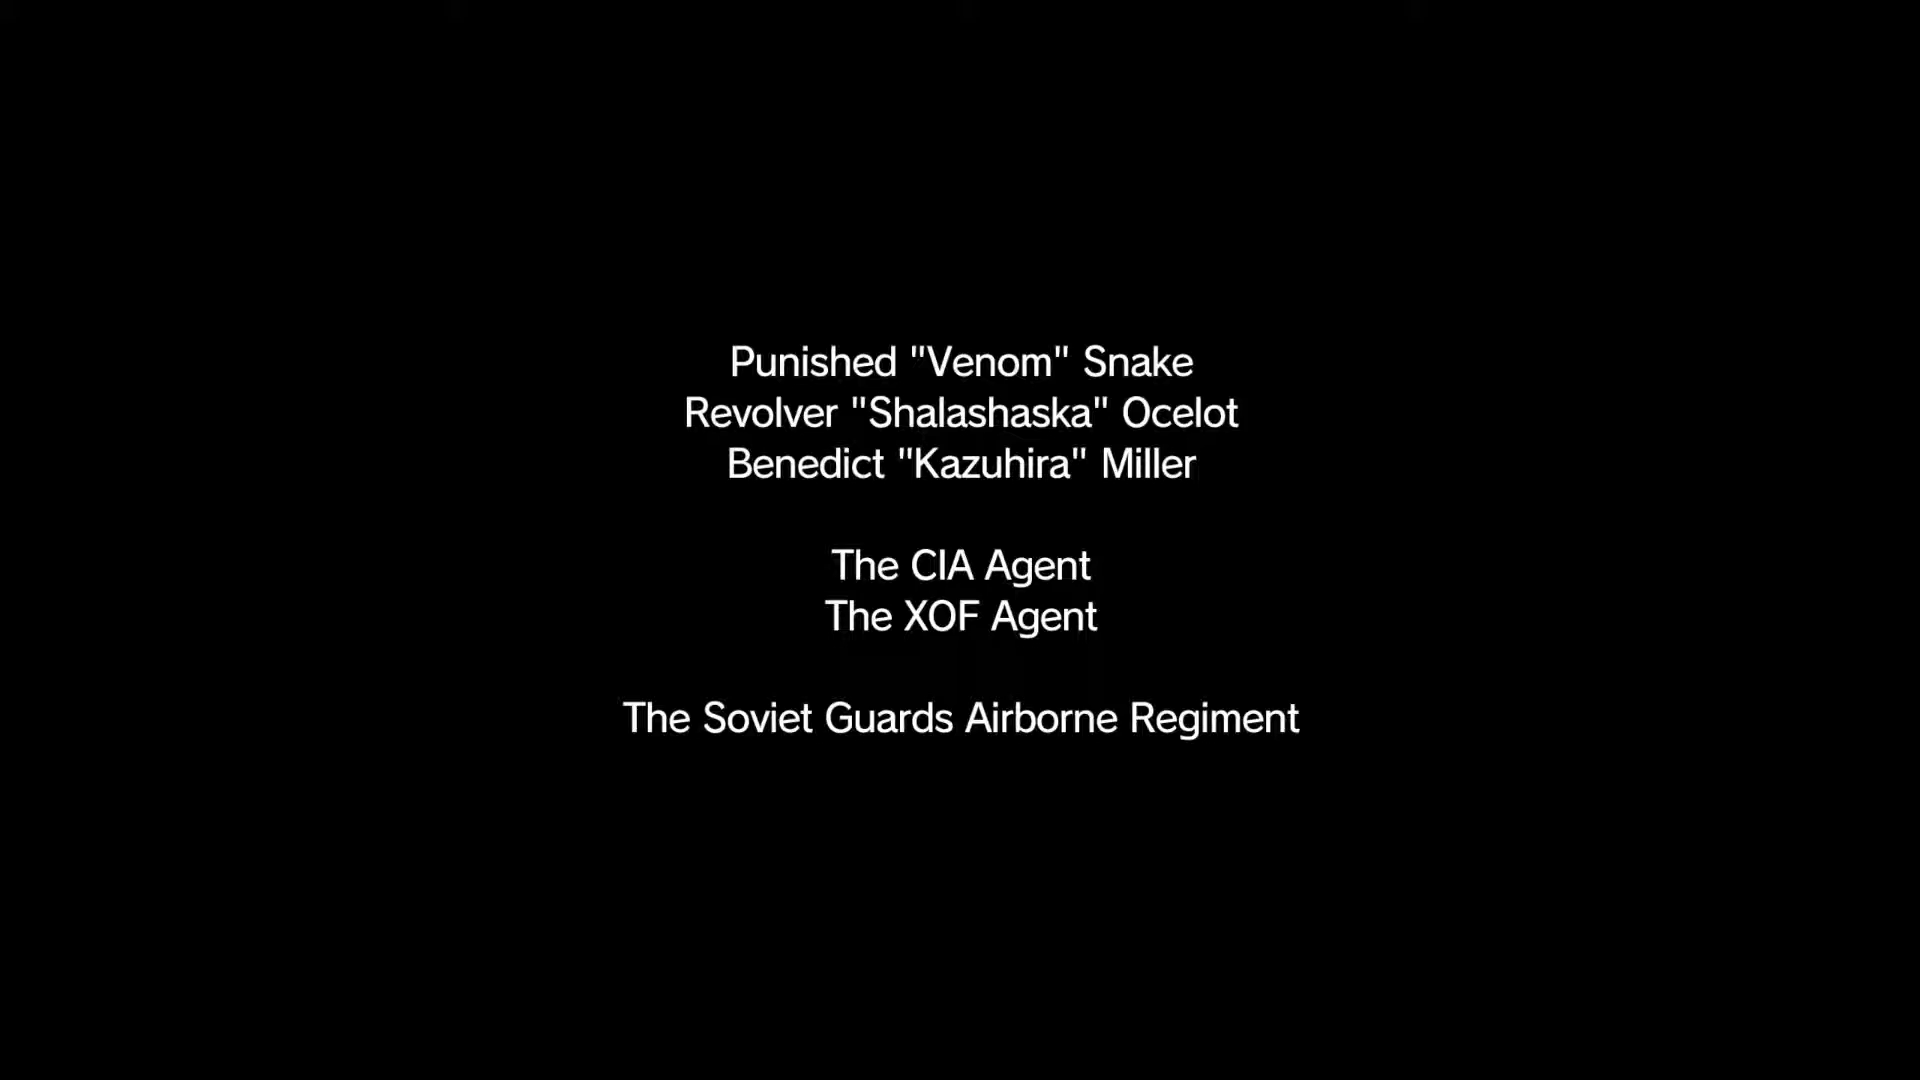 Punished "Venom" Snake
Revolver "Shalashaska" Ocelot
Benedict "Kazuhira" Miller
The CIA Agent
The XOF Agent
The Soviet Guards Airborne Regiment